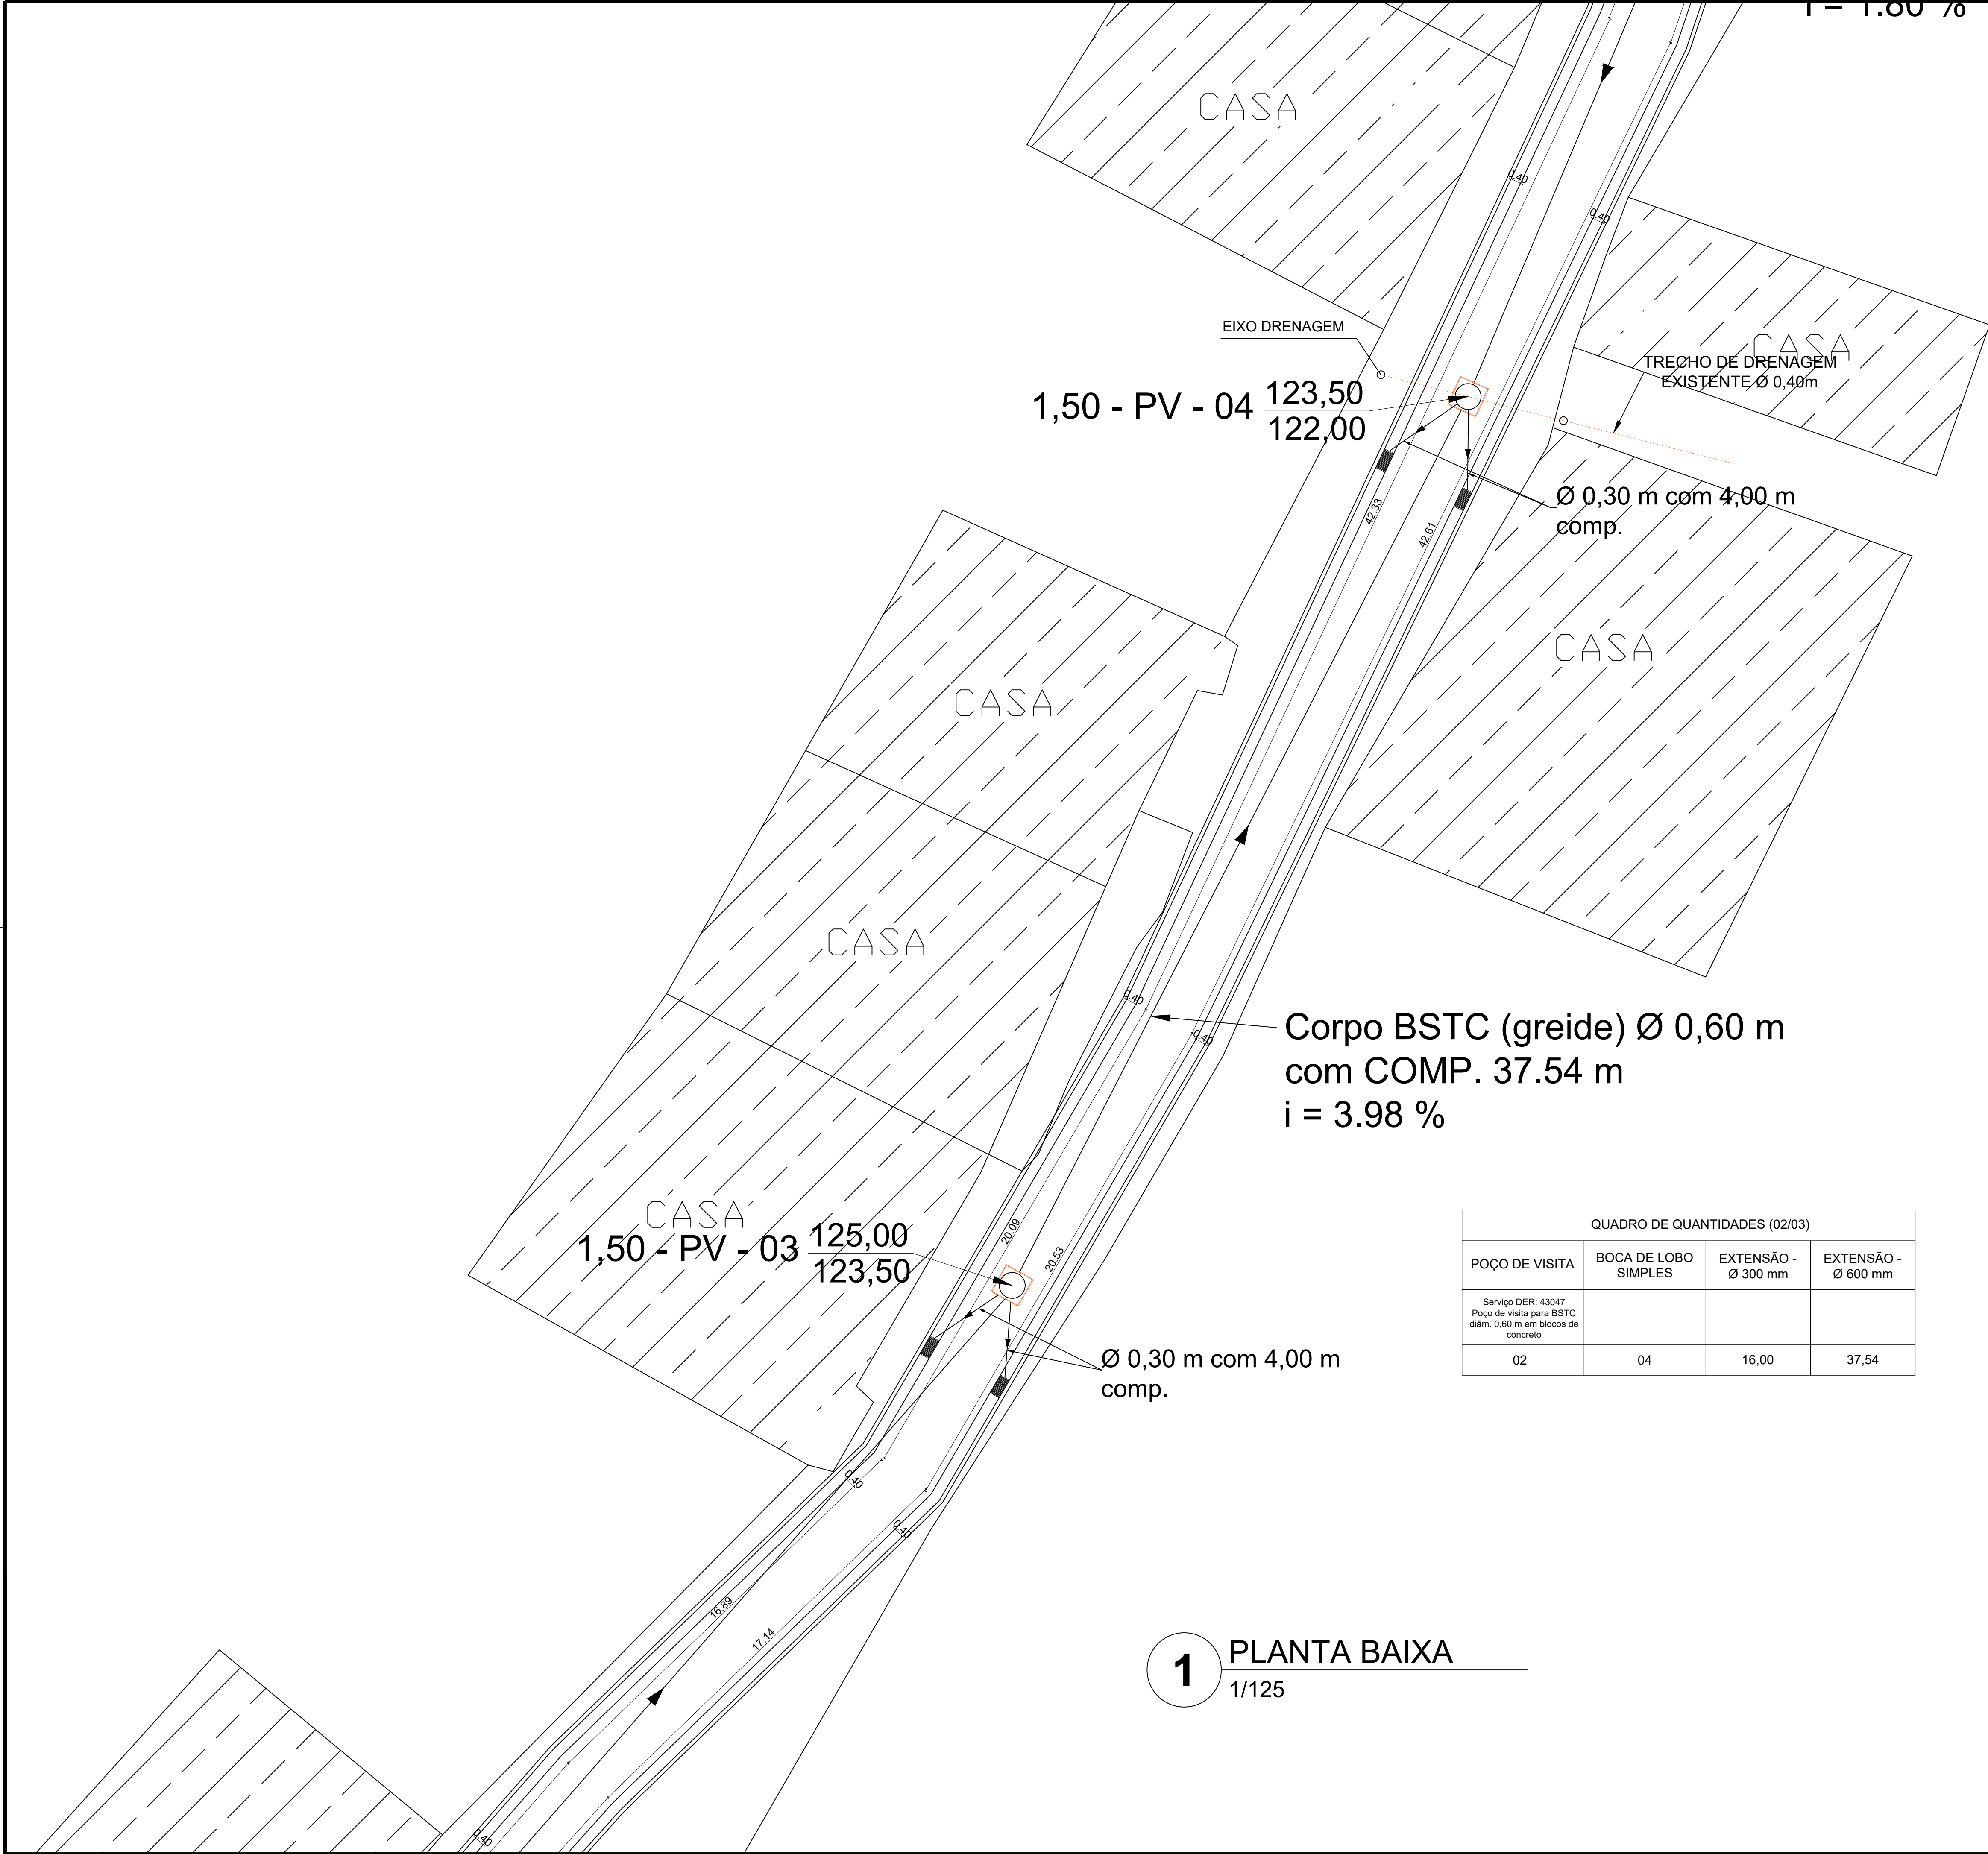 i = 1.80 %
CASA
0.40
0.40
EIXO DRENAGEM
CASA
TRECHO DE DRENAGEM
EXISTENTE Ø 0,40m
1,50 - PV - 04
123,50
122,00
Ø 0,30 m com 4,00 m
comp.
42.33
42.61
CASA
CASA
CASA
0.40
0.40
Corpo BSTC (greide) Ø 0,60 m
com COMP. 37.54 m
i = 3.98 %
CASA
1,50 - PV - 03
125,00
123,50
20.09
20.53
Ø 0,30 m com 4,00 m
comp.
QUADRO DE QUANTIDADES (02/03)
POÇO DE VISITA
BOCA DE LOBO
SIMPLES
EXTENSÃO -
Ø 300 mm
EXTENSÃO -
Ø 600 mm
Serviço DER: 43047
Poço de visita para BSTC
diâm. 0,60 m em blocos de
concreto
02
04
16,00
37,54
0.40
0.40
16.89
17.14
1
PLANTA BAIXA
1/125
0.40